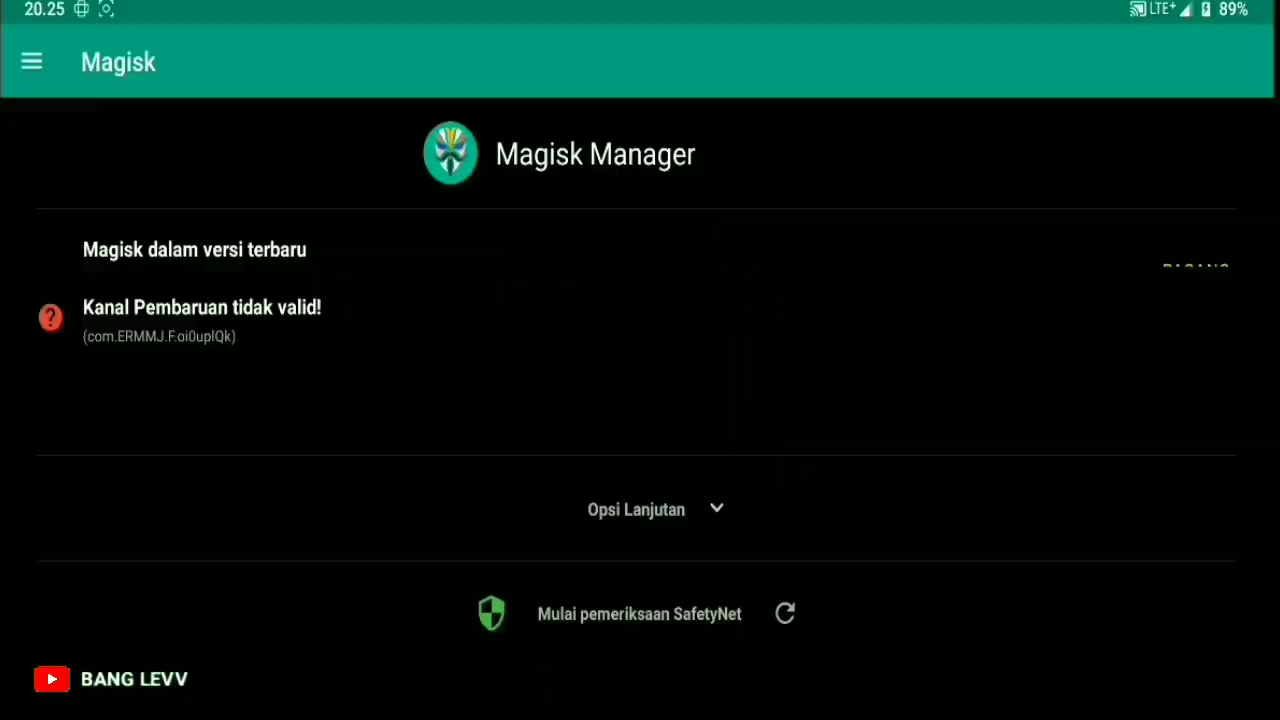 20.25 LTE+ 89%
Magisk
Magisk Manager
Magisk dalam versi terbaru
Kanal Pembaruan tidak valid!
(com.ERMMJ.F.oi0uplQk)
Opsi Lanjutan
Mulai pemeriksaan SafetyNet
BANG LEVV